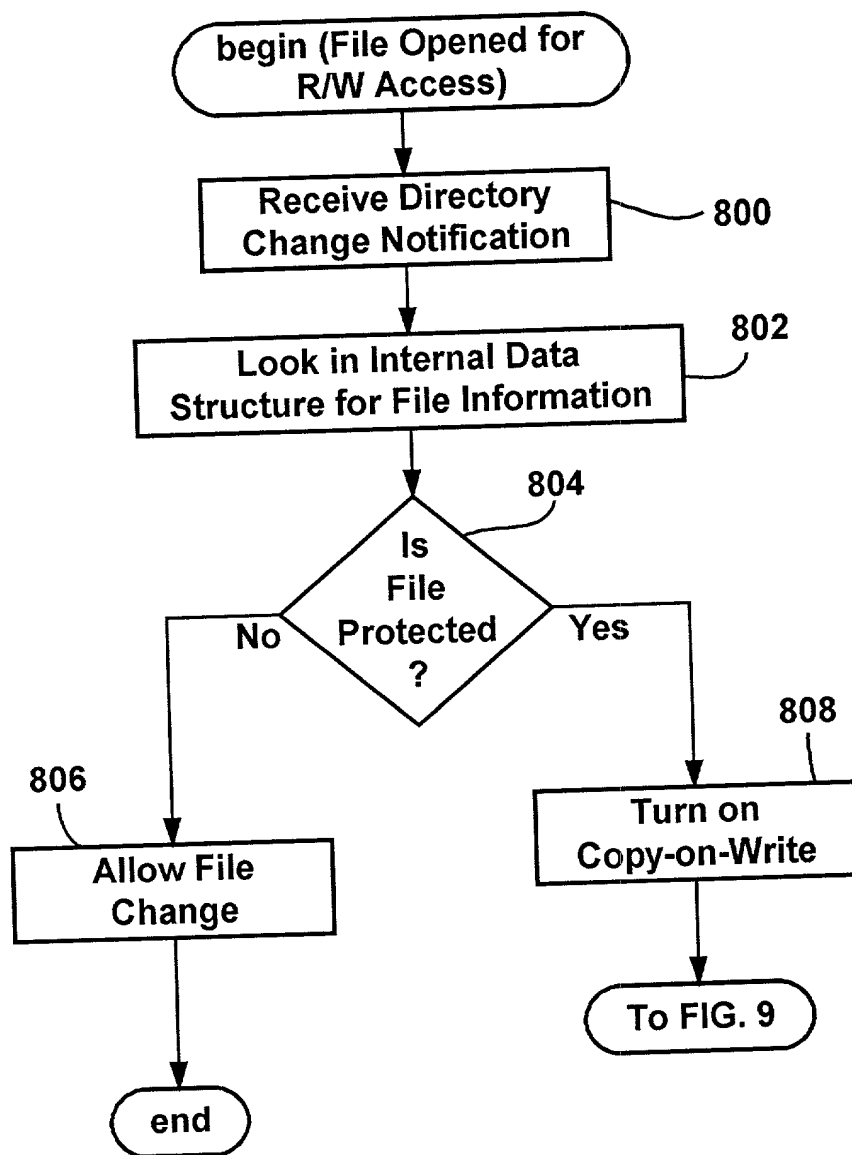 begin (File Opened for
R/W Access)
Receive Directory
Change Notification
800
Look in Internal Data
Structure for File Information
802
804
Is
File
Protected
?
No
Yes
806
Allow File
Change
808
Turn on
Copy-on-Write
To FIG. 9
end